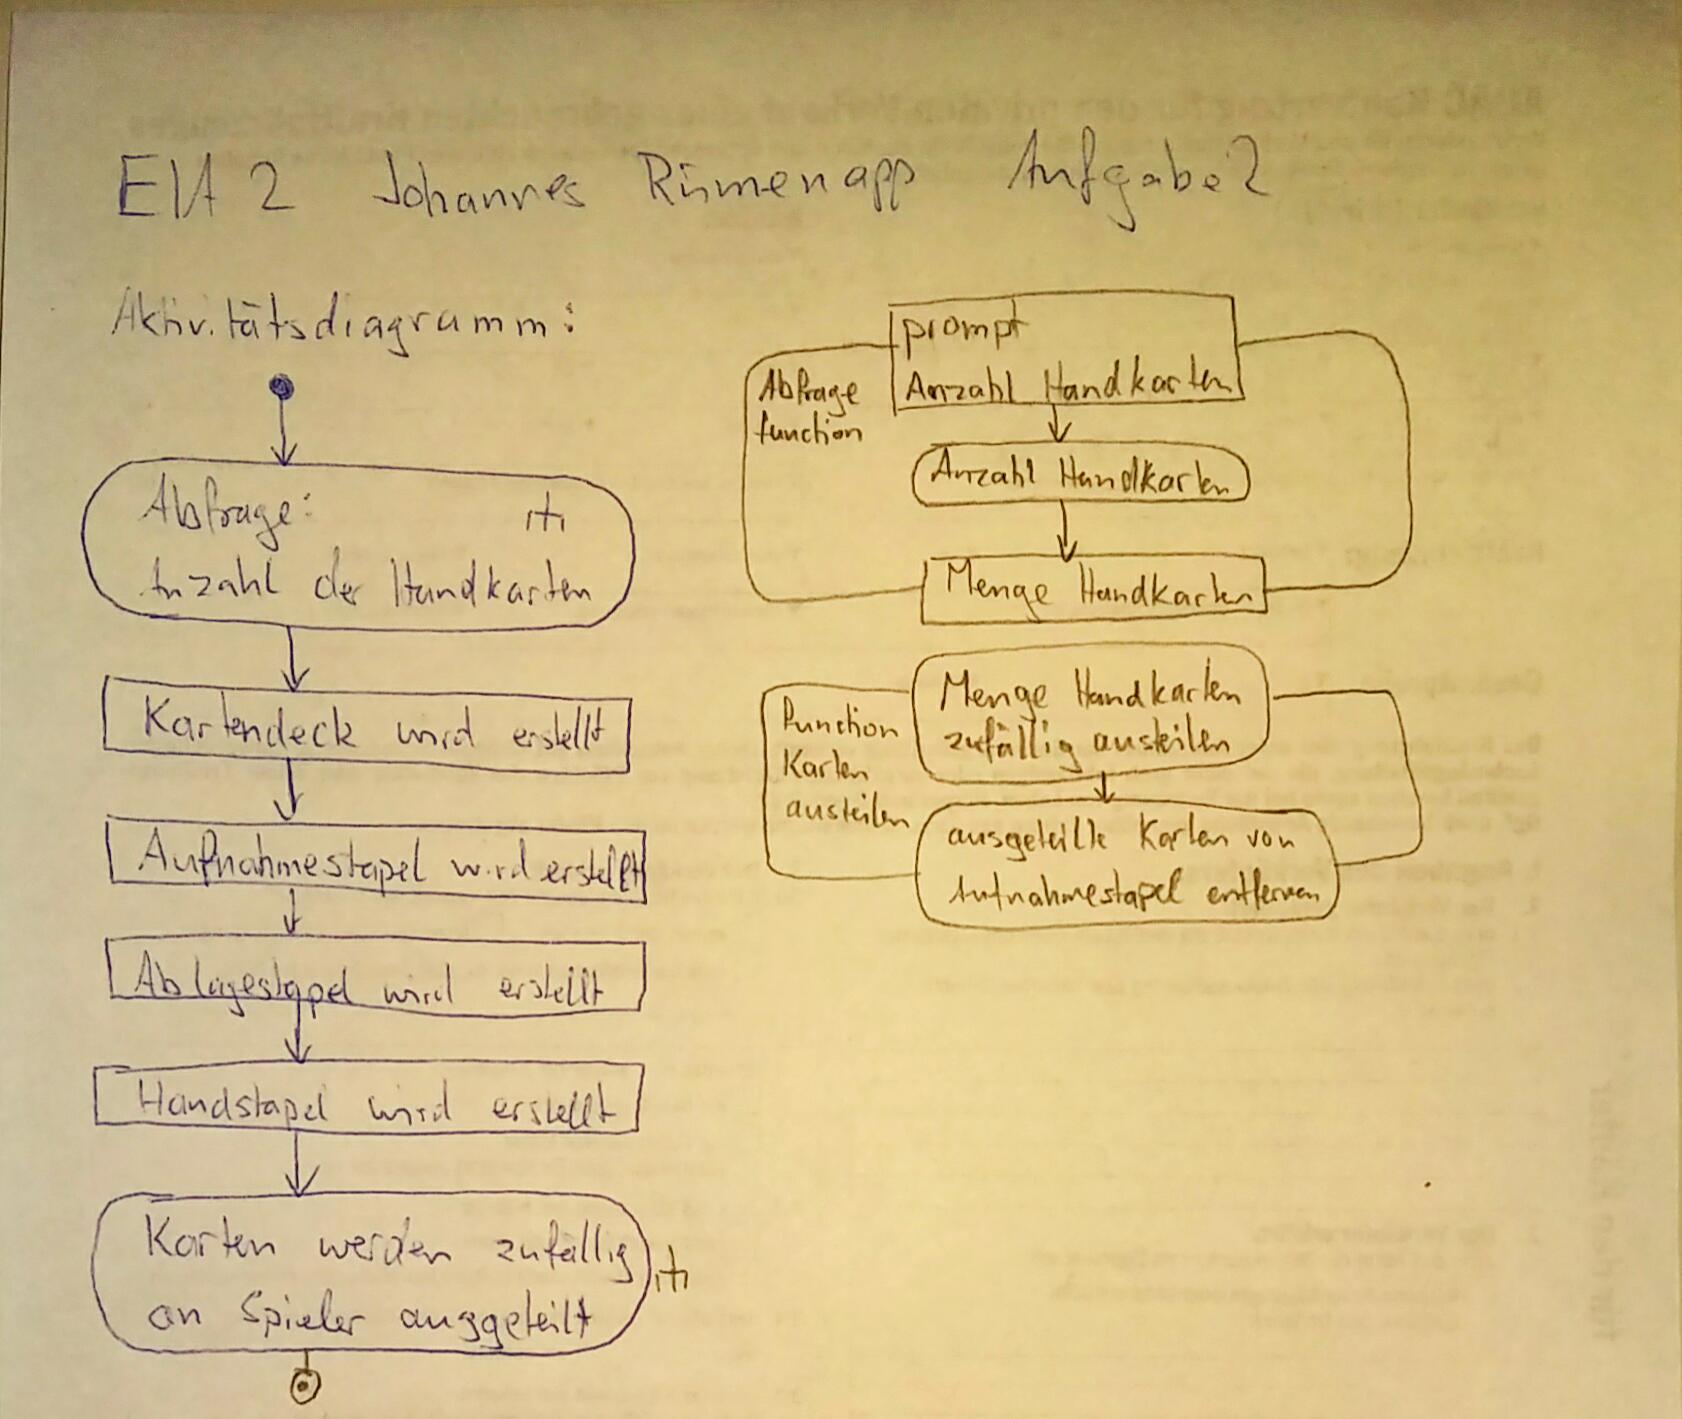 EIA 2 Johannes Rümenapp Aufgabe 2
Aktivitätsdiagramm:
Abfrage:
Anzahl der Handkarten
Kartendeck wird erstellt
Aufnahmestapel wird erstellt
Ablagestapel wird erstellt
Handstapel wird erstellt
Karten werden zufällig
an Spieler ausgeteilt
prompt
Anzahl Handkarten
Abfrage
function
Anzahl Handkarten
Menge Handkarten
Function
Karten
austeilen
Menge Handkarten
zufällig austeilen
ausgeteilte Karten von
Aufnahmestapel entfernen